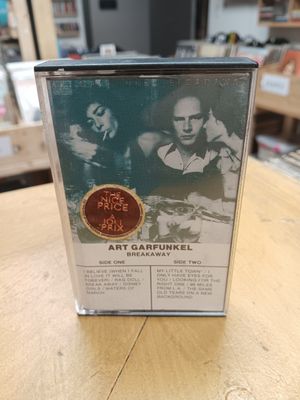 THE
NICE
PRICE
À
JOLI
PRIX
ART GARFUNKEL
BREAKAWAY
SIDE ONE
I BELIEVE (WHEN I FALL
IN LOVE IT WILL BE
FOREVER) / RAG DOLL
BREAK AWAY / DISNEY
GIRLS / WATERS OF
MARCH
SIDE TWO
MY LITTLE TOWN / I
ONLY HAVE EYES FOR
YOU / LOOKING FOR THE
RIGHT ONE / 99 MILES
FROM L.A. / THE SAME
OLD TEARS ON A NEW
BACKGROUND